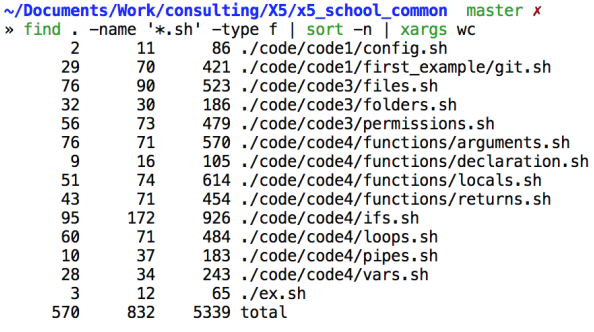 ~/Documents/Work/consulting/X5/x5_school_common master ✗
» find . -name '*.sh' -type f | sort -n | xargs wc
2 11 86 ./code/code1/config.sh
29 70 421 ./code/code1/first_example/git.sh
76 90 523 ./code/code3/files.sh
32 30 186 ./code/code3/folders.sh
56 73 479 ./code/code3/permissions.sh
76 71 570 ./code/code4/functions/arguments.sh
9 16 105 ./code/code4/functions/declaration.sh
51 74 614 ./code/code4/functions/locals.sh
43 71 454 ./code/code4/functions/returns.sh
95 172 926 ./code/code4/ifs.sh
60 71 484 ./code/code4/loops.sh
10 37 183 ./code/code4/pipes.sh
28 34 243 ./code/code4/vars.sh
3 12 65 ./ex.sh
570 832 5339 total